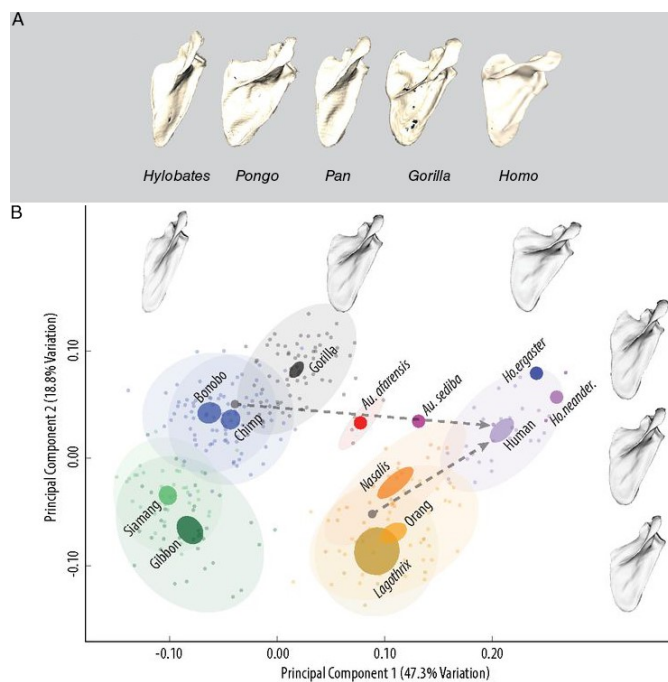 A
Hylobates
Pongo
Pan
Gorilla
Homo
B
Principal Component 2 (18.8% Variation)
0.10
0.00
-0.10
Bonobo
Chimp
Gorilla
Au. afarensis
Au. sediba
Ho.ergaster
Ho.neander.
Human
Siamang
Gibbon
Nasalis
Orang
Lagothrix
-0.10
0.00
0.10
0.20
Principal Component 1 (47.3% Variation)